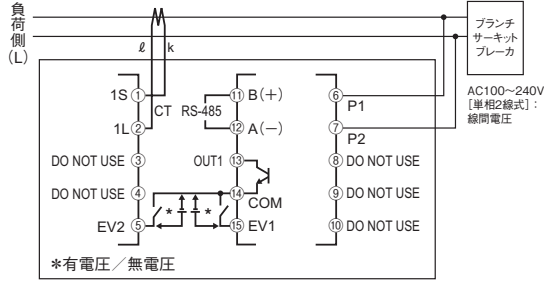 負荷側(L)
ブランチ
サーキット
ブレーカ
ℓ k
AC100～240V
[単相2線式]：
線間電圧
1S ① CT
1L ②
DO NOT USE ③
DO NOT USE ④
EV2 ⑤
RS-485
⑪ B(＋)
⑫ A(－)
OUT1 ⑬
⑭ COM
⑮ EV1
* *
⑥ P1
⑦ P2
⑧ DO NOT USE
⑨ DO NOT USE
⑩ DO NOT USE
*有電圧／無電圧